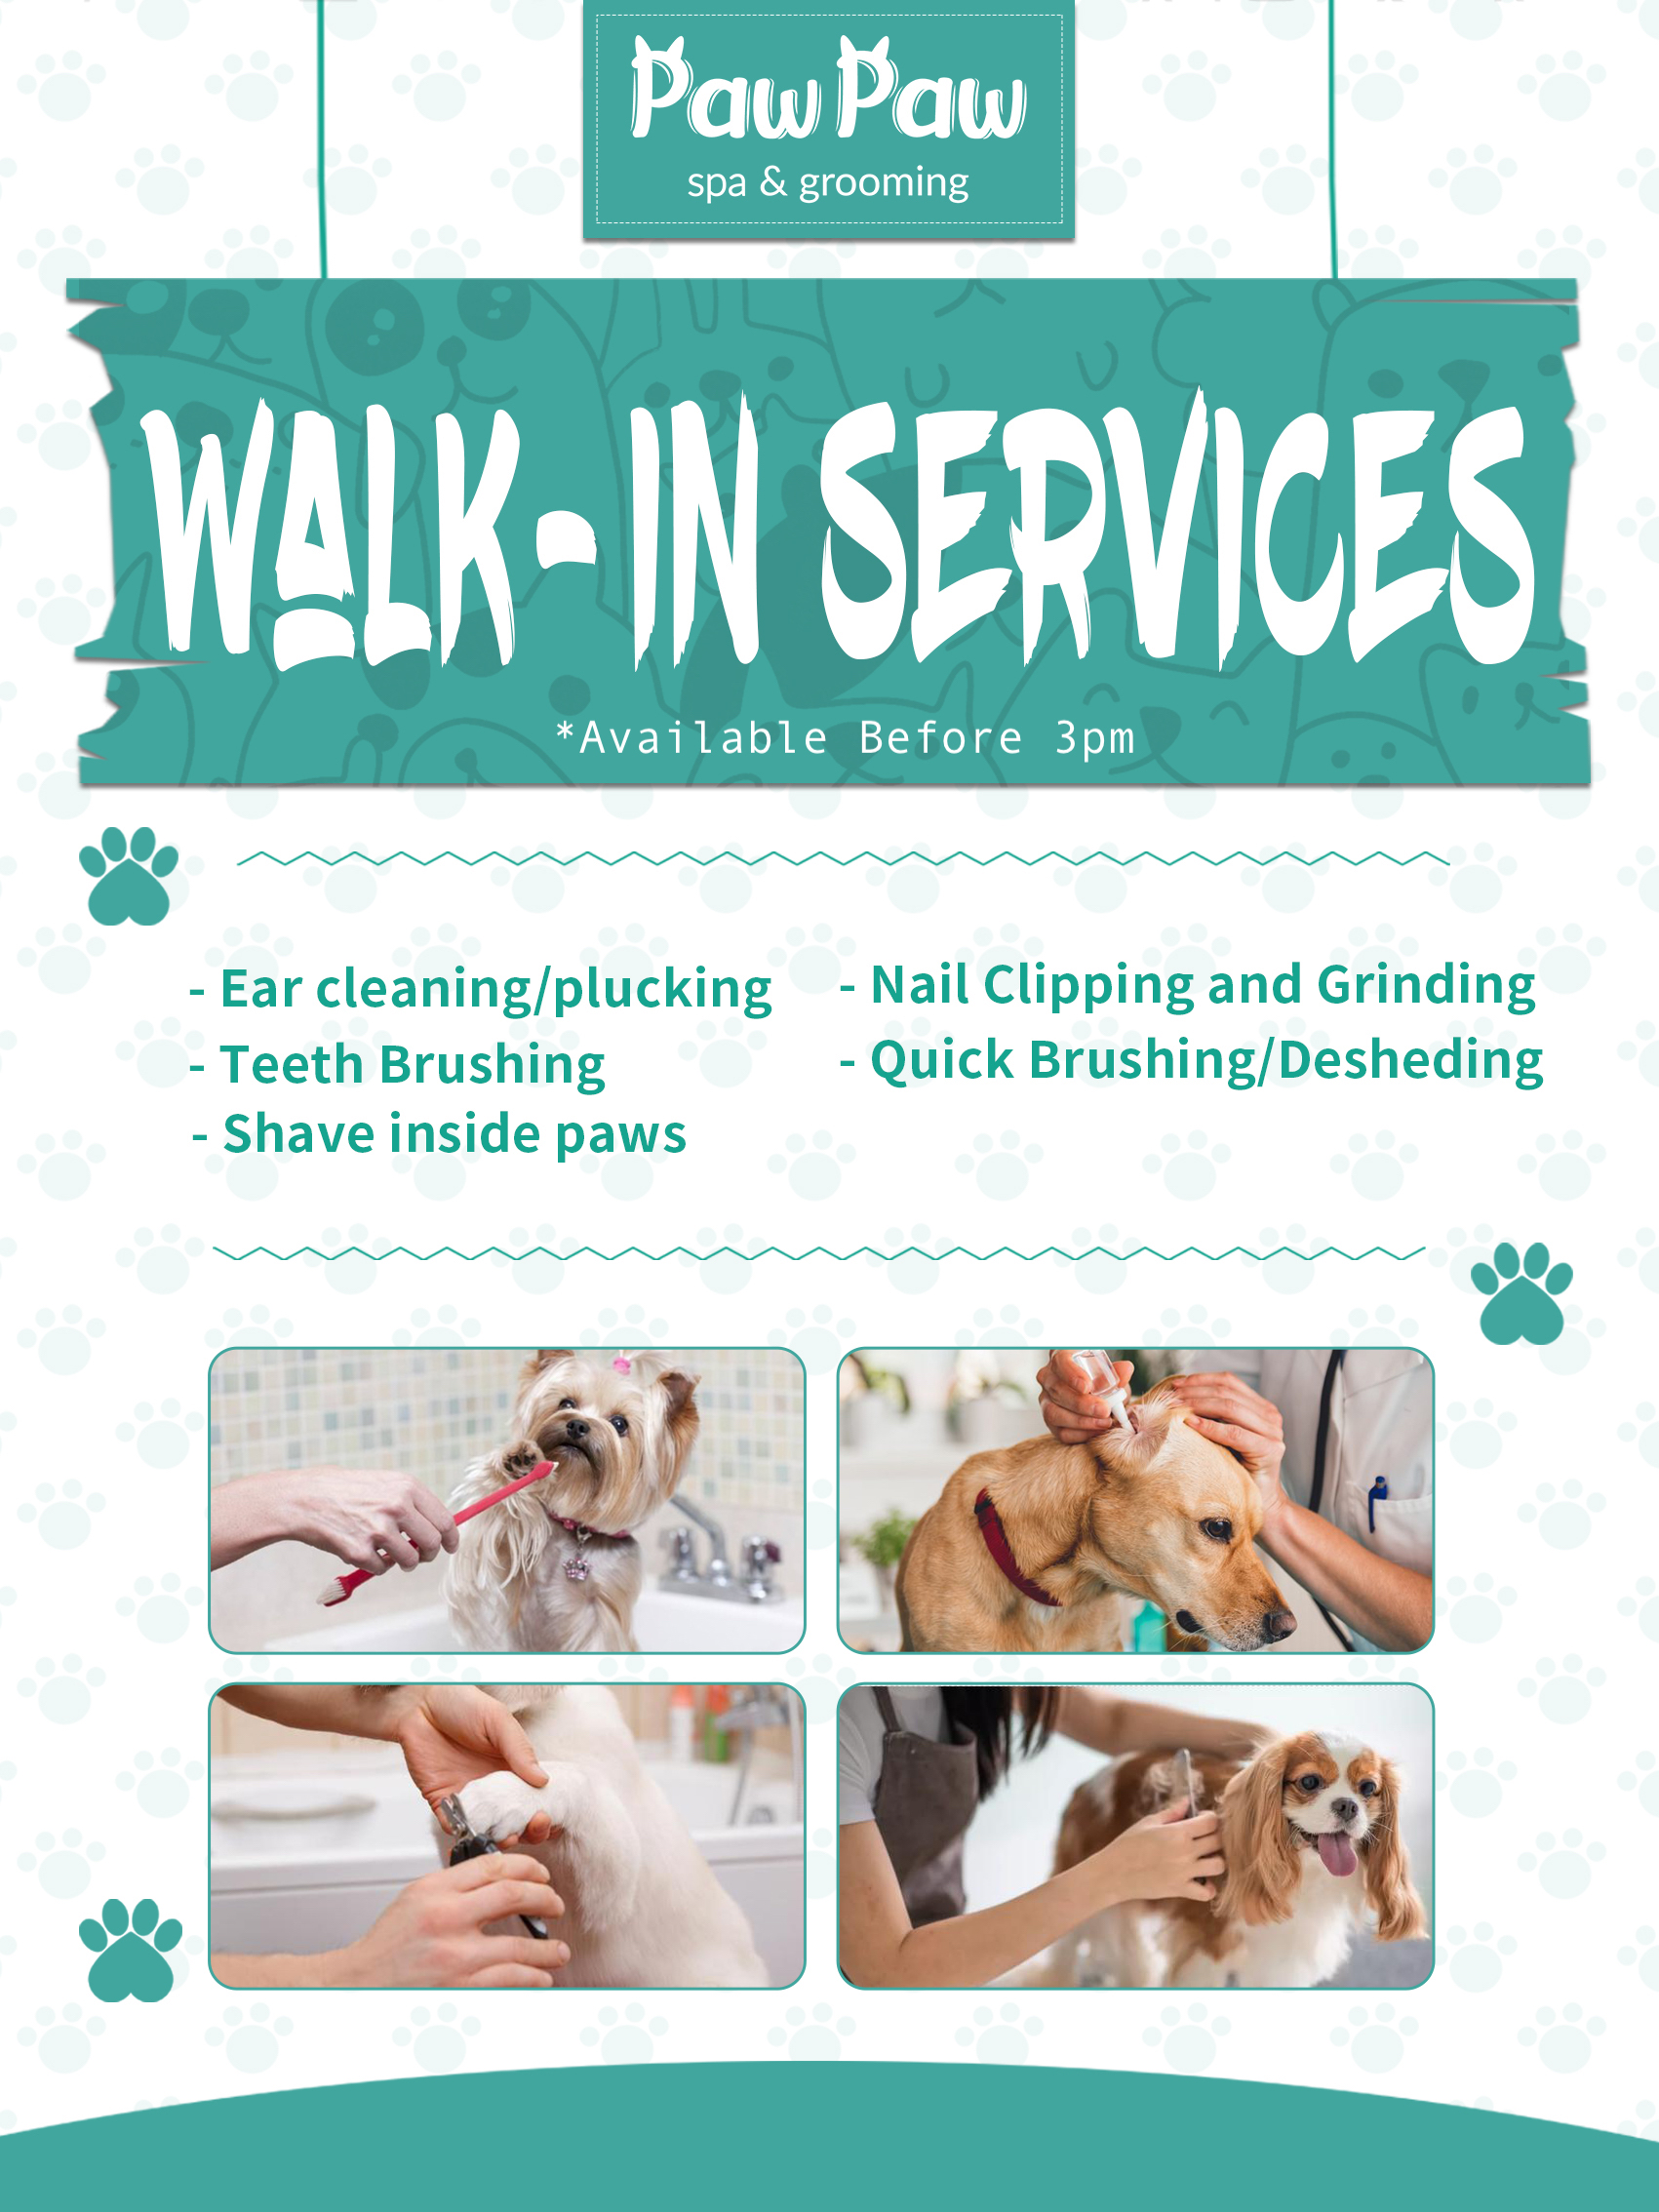 Paw Paw
spa & grooming
WALK-IN SERVICES
*Available Before 3pm
- Ear cleaning/plucking
- Teeth Brushing
- Shave inside paws
- Nail Clipping and Grinding
- Quick Brushing/Desheding